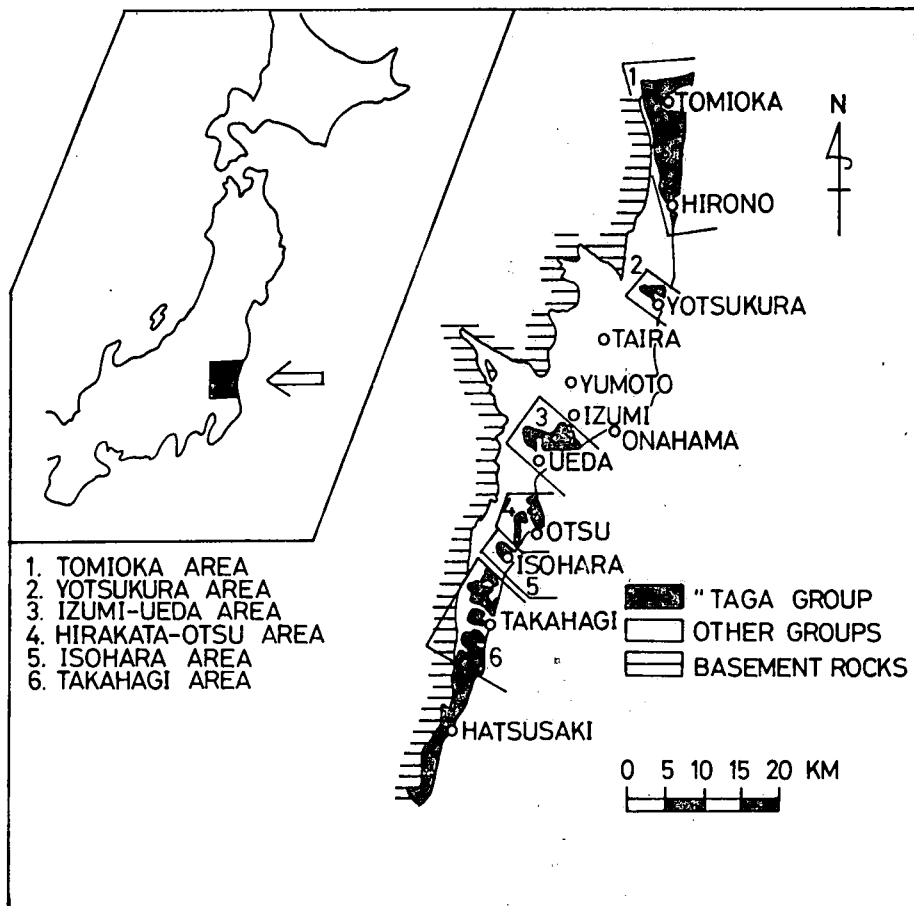 1
TOMIOKA
N
HIRONO
2
YOTSUKURA
TAIRA
YUMOTO
3
IZUMI
ONAHAMA
UEDA
4
OTSU
ISOHARA
5
TAKAHAGI
6
HATSUSAKI
1. TOMIOKA AREA
2. YOTSUKURA AREA
3. IZUMI-UEDA AREA
4. HIRAKATA-OTSU AREA
5. ISOHARA AREA
6. TAKAHAGI AREA
" TAGA GROUP
OTHER GROUPS
BASEMENT ROCKS
0 5 10 15 20 KM